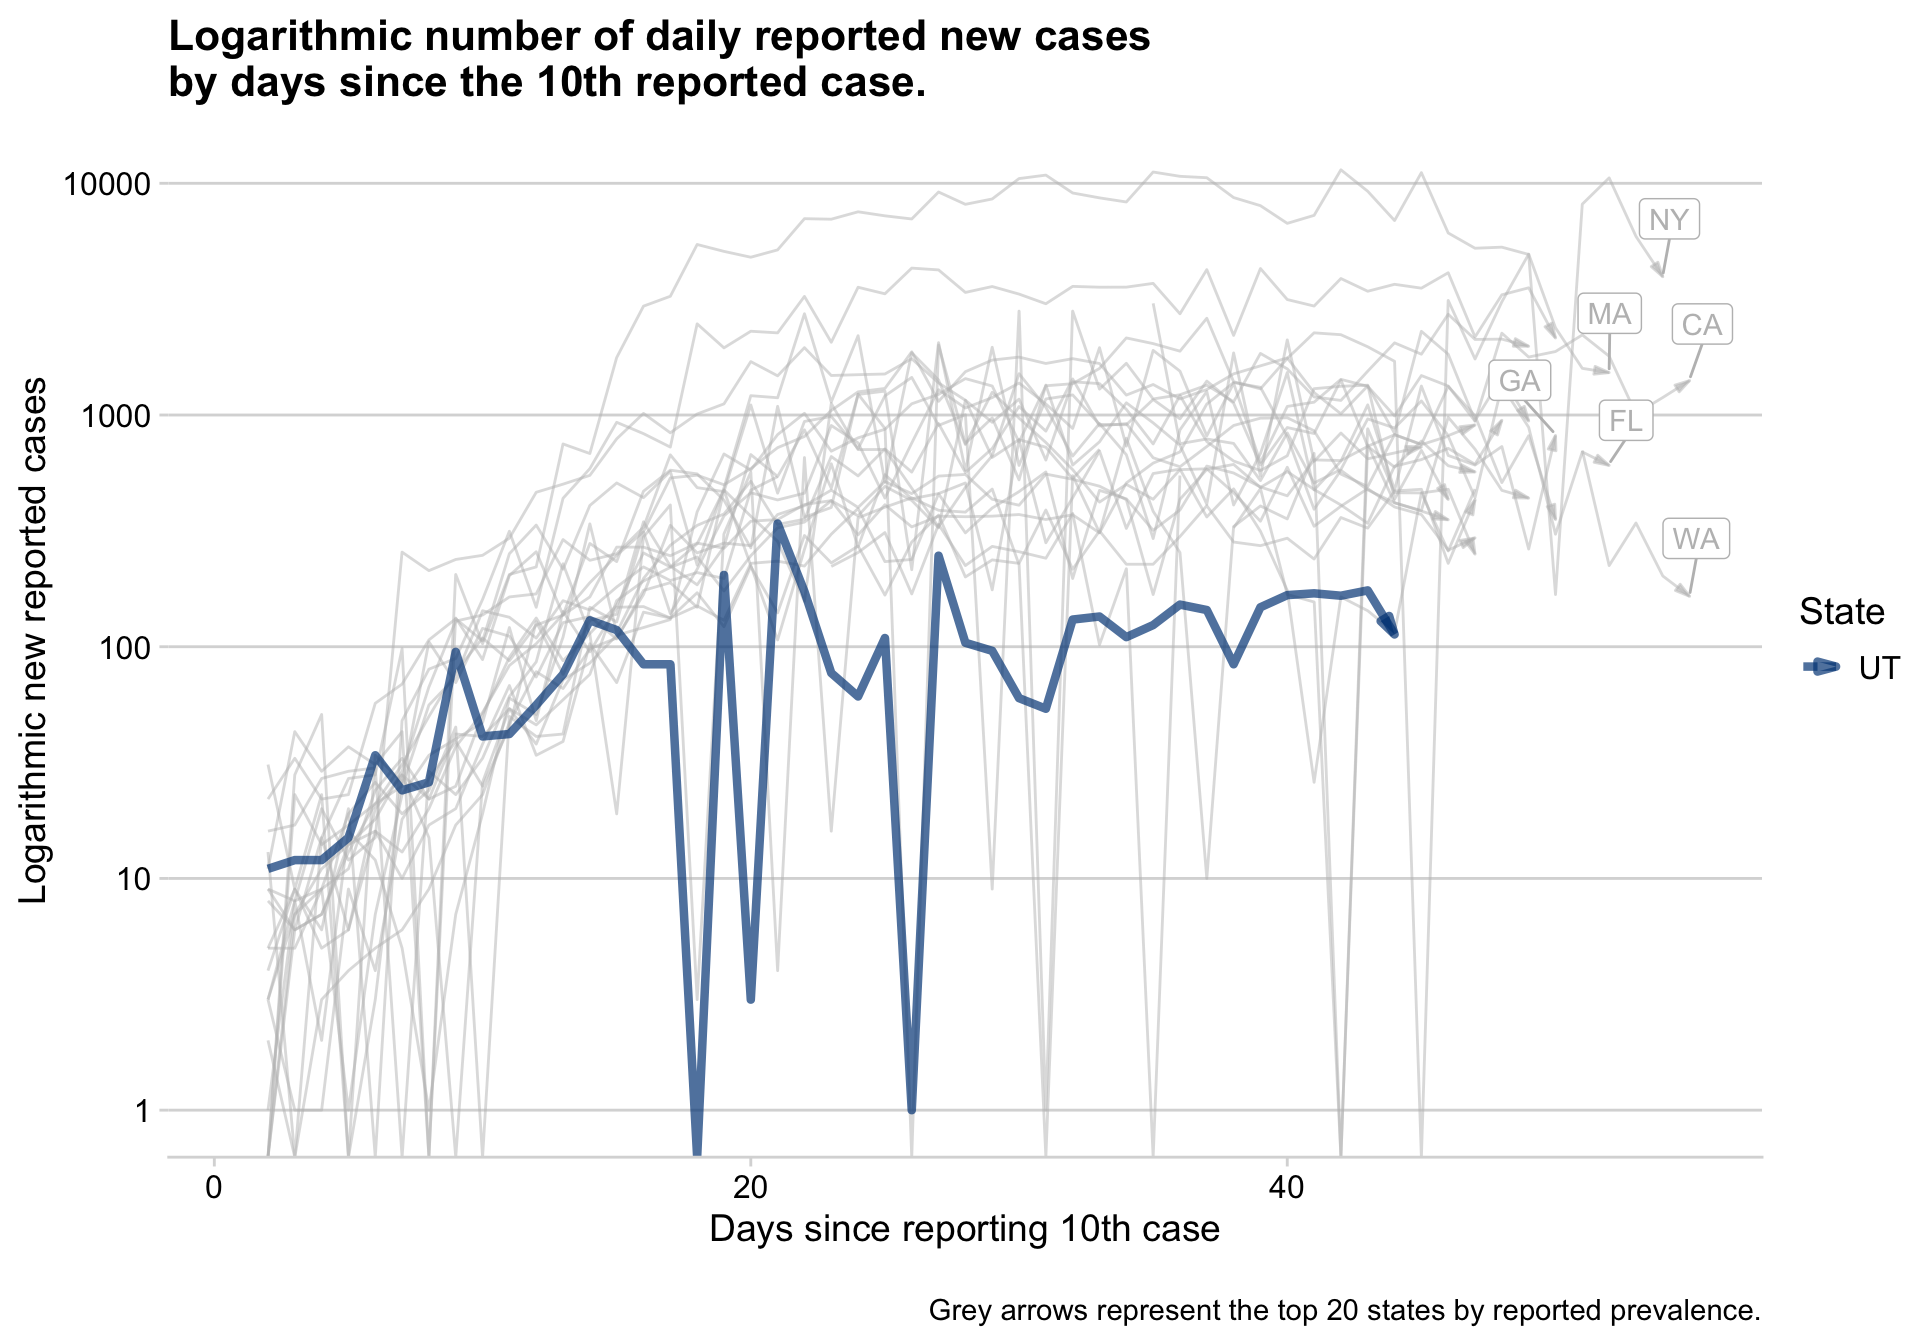 Logarithmic number of daily reported new cases
by days since the 10th reported case.
Logarithmic new reported cases
10000
1000
100
10
1
NY
MA
CA
GA
FL
WA
State
UT
0
20
40
Days since reporting 10th case
Grey arrows represent the top 20 states by reported prevalence.